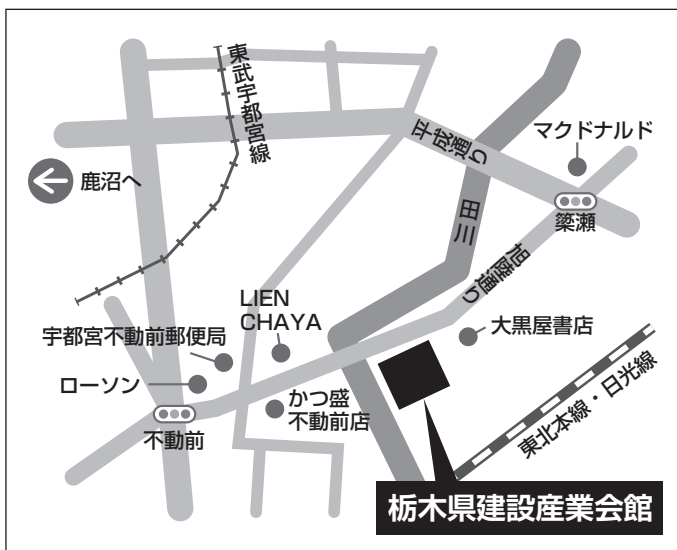 東武宇都宮線
平成通り
マクドナルド
鹿沼へ
田川
簗瀬
旭陵通り
LIEN
CHAYA
宇都宮不動前郵便局
大黒屋書店
ローソン
かつ盛
不動前店
不動前
東北本線・日光線
栃木県建設産業会館